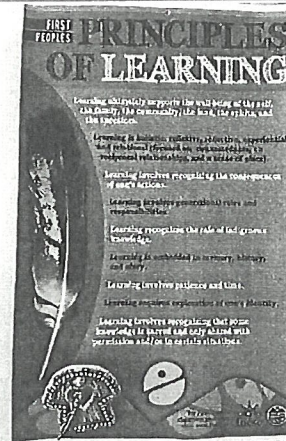 FIRST
PEOPLES
PRINCIPLES
OF LEARNING
Learning ultimately supports the well-being of the self,
the family, the community, the land, the spirits, and
the ancestors.
Learning is holistic, reflexive, reflective, experiential,
and relational (focused on connectedness, on
reciprocal relationships, and a sense of place).
Learning involves recognizing the consequences
of one's actions.
Learning involves generational roles and
responsibilities.
Learning recognizes the role of indigenous
knowledge.
Learning is embedded in memory, history,
and story.
Learning involves patience and time.
Learning requires exploration of one's identity.
Learning involves recognizing that some
knowledge is sacred and only shared with
permission and/or in certain situations.